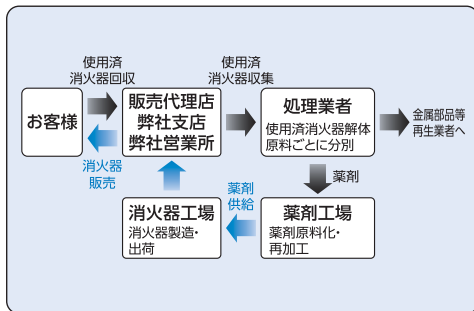 使用済
消火器回収
使用済
消火器収集
お客様
販売代理店
弊社支店
弊社営業所
処理業者
使用済消火器解体
原料ごとに分別
金属部品等
再生業者へ
消火器
販売
薬剤
薬剤
供給
消火器工場
消火器製造・
出荷
薬剤工場
薬剤原料化・
再加工